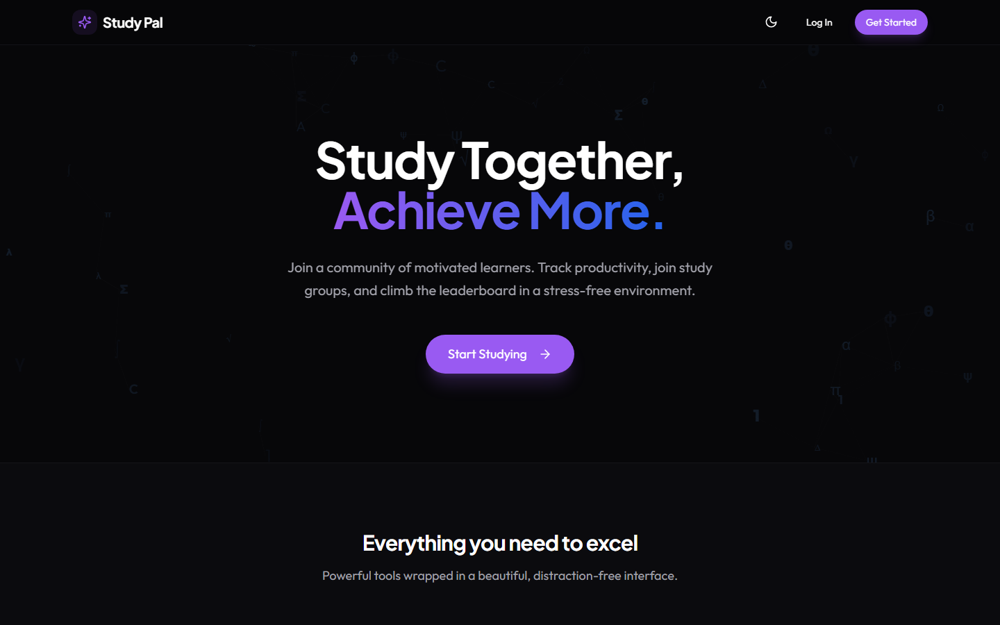 Study Pal
Log In
Get Started
Study Together,
Achieve More.
Join a community of motivated learners. Track productivity, join study
groups, and climb the leaderboard in a stress-free environment.
Start Studying
Everything you need to excel
Powerful tools wrapped in a beautiful, distraction-free interface.